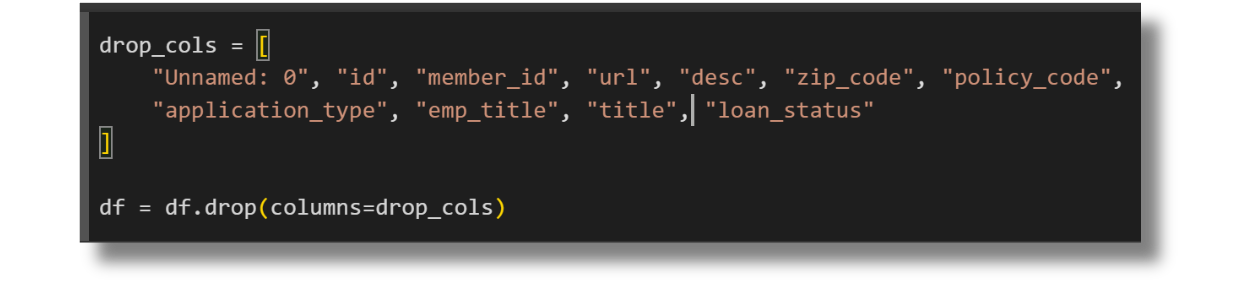 drop_cols = [
    "Unnamed: 0", "id", "member_id", "url", "desc", "zip_code", "policy_code",
    "application_type", "emp_title", "title", "loan_status"
]
df = df.drop(columns=drop_cols)